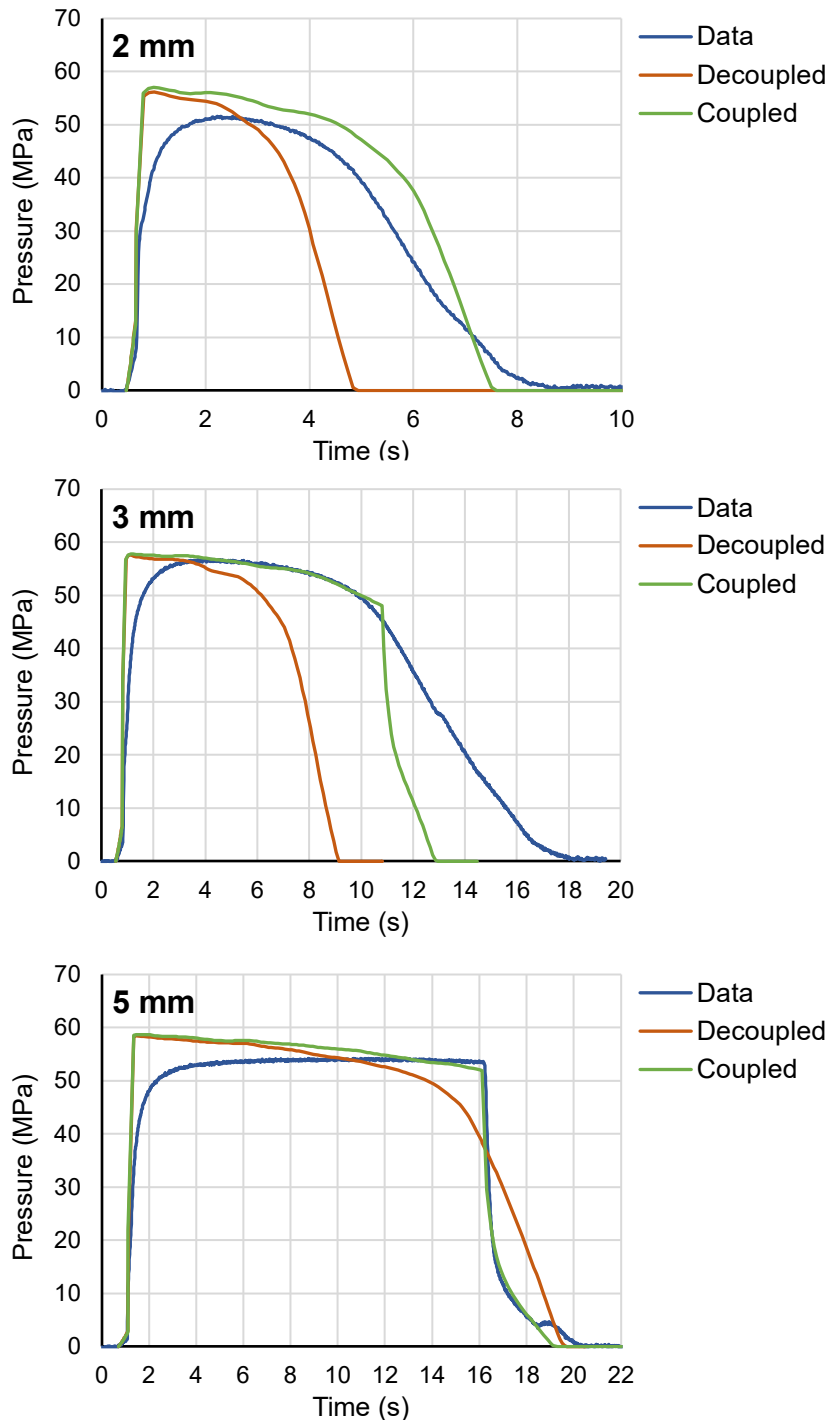 2 mm
Pressure (MPa)
70
60
50
40
30
20
10
0
0 2 4 6 8 10
Time (s)
Data
Decoupled
Coupled
3 mm
Pressure (MPa)
70
60
50
40
30
20
10
0
0 2 4 6 8 10 12 14 16 18 20
Time (s)
Data
Decoupled
Coupled
5 mm
Pressure (MPa)
70
60
50
40
30
20
10
0
0 2 4 6 8 10 12 14 16 18 20 22
Time (s)
Data
Decoupled
Coupled